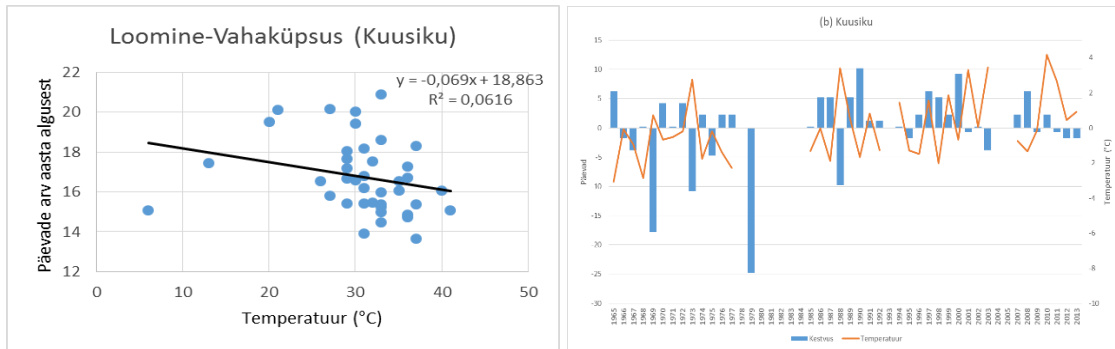 Loomine-Vahaküpsus (Kuusiku)
y = -0,069x + 18,863
R² = 0,0616
Päevade arv aasta algusest
22
20
18
16
14
12
0 10 20 30 40 50
Temperatuur (°C)
(b) Kuusiku
15
10
5
0
-5
-10
-15
-20
-25
-30
Päevad
4
2
0
-2
-4
-6
-8
-10
Temperatuur (°C)
1965 1966 1967 1968 1969 1970 1971 1972 1973 1974 1975 1976 1977 1978 1979 1980 1981 1982 1983 1984 1985 1986 1987 1988 1989 1990 1991 1992 1993 1994 1995 1996 1997 1998 1999 2000 2001 2002 2003 2004 2005 2006 2007 2008 2009 2010 2011 2012 2013
Kestvus Temperatuur